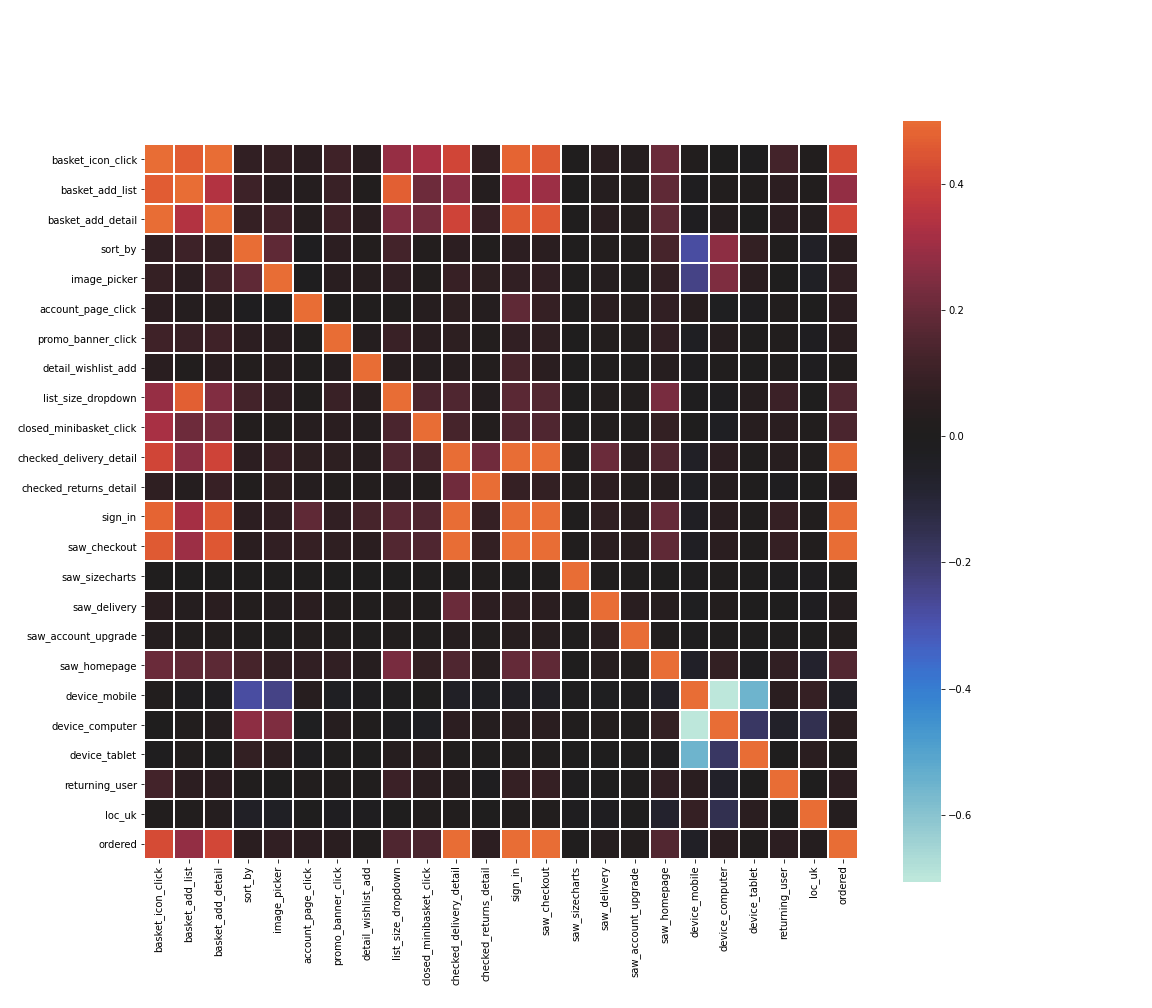 basket_icon_click
basket_add_list
basket_add_detail
sort_by
image_picker
account_page_click
promo_banner_click
detail_wishlist_add
list_size_dropdown
closed_minibasket_click
checked_delivery_detail
checked_returns_detail
sign_in
saw_checkout
saw_sizecharts
saw_delivery
saw_account_upgrade
saw_homepage
device_mobile
device_computer
device_tablet
returning_user
loc_uk
ordered
basket_icon_click
basket_add_list
basket_add_detail
sort_by
image_picker
account_page_click
promo_banner_click
detail_wishlist_add
list_size_dropdown
closed_minibasket_click
checked_delivery_detail
checked_returns_detail
sign_in
saw_checkout
saw_sizecharts
saw_delivery
saw_account_upgrade
saw_homepage
device_mobile
device_computer
device_tablet
returning_user
loc_uk
ordered
0.4
0.2
0.0
−0.2
−0.4
−0.6